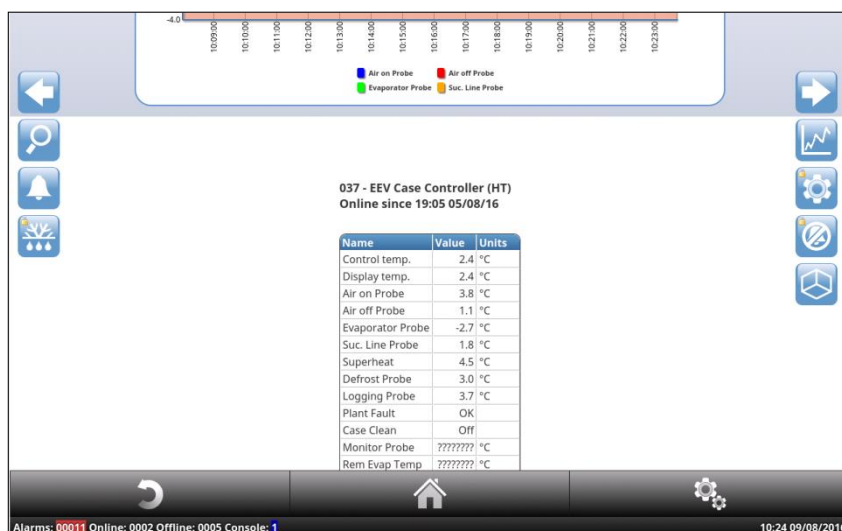 -4.0
10:09:00 10:10:00 10:11:00 10:12:00 10:13:00 10:14:00 10:15:00 10:16:00 10:17:00 10:18:00 10:19:00 10:20:00 10:21:00 10:22:00 10:23:00
Air on Probe Air off Probe
Evaporator Probe Suc. Line Probe
037 - EEV Case Controller (HT)
Online since 19:05 05/08/16
Name Value Units
Control temp. 2.4 °C
Display temp. 2.4 °C
Air on Probe 3.8 °C
Air off Probe 1.1 °C
Evaporator Probe -2.7 °C
Suc. Line Probe 1.8 °C
Superheat 4.5 °C
Defrost Probe 3.0 °C
Logging Probe 3.7 °C
Plant Fault OK
Case Clean Off
Monitor Probe ???????? °C
Rem Evap Temp ???????? °C
Alarms: 00011 Online: 0002 Offline: 0005 Console: 1 10:24 09/08/2016